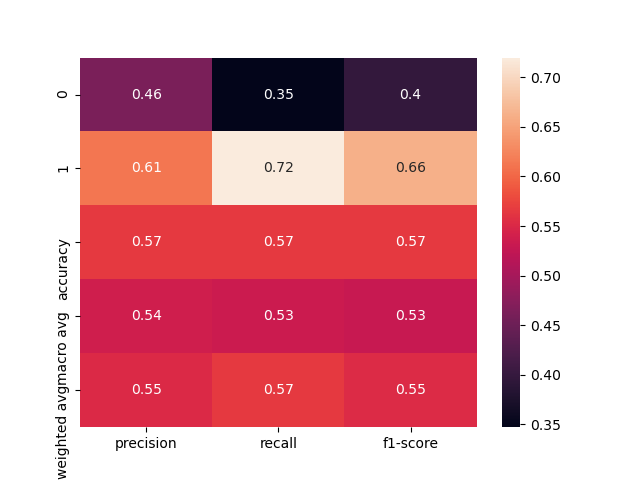 0 0.46 0.35 0.4
1 0.61 0.72 0.66
accuracy 0.57 0.57 0.57
macro avg 0.54 0.53 0.53
weighted avg 0.55 0.57 0.55
precision recall f1-score
0.70
0.65
0.60
0.55
0.50
0.45
0.40
0.35